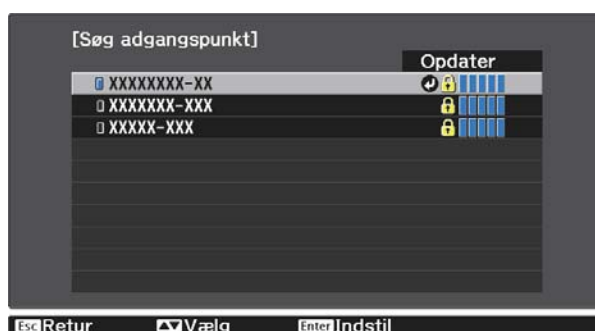 [Søg adgangspunkt]
Opdater
XXXXXXXX-XX
XXXXXXX-XXX
XXXXX-XXX
Esc Retur Vælg Enter Indstil